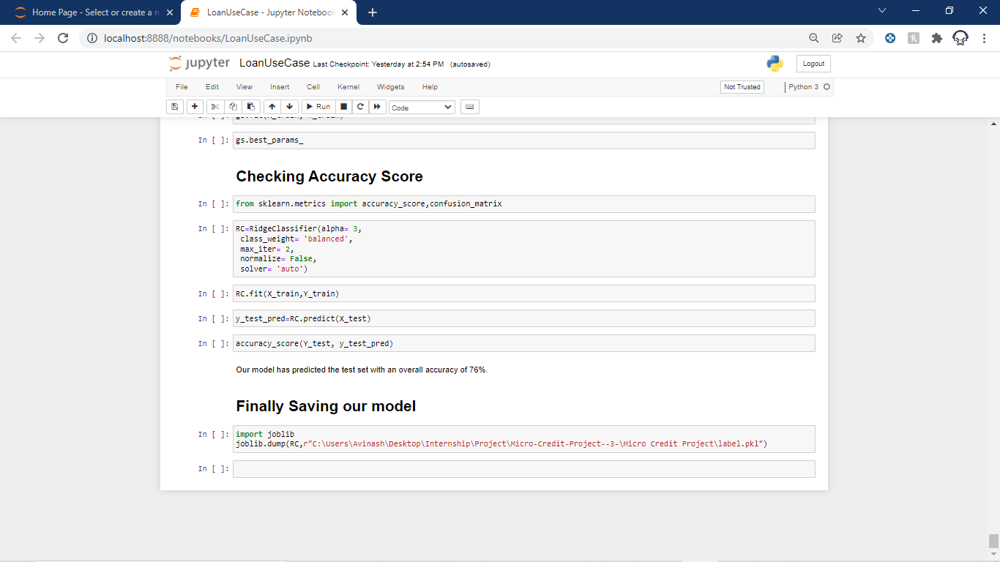 Home Page - Select or create a n
LoanUseCase - Jupyter Notebook
localhost:8888/notebooks/LoanUseCase.ipynb
jupyter LoanUseCase Last Checkpoint: Yesterday at 2:54 PM (autosaved)
Logout
File Edit View Insert Cell Kernel Widgets Help
Not Trusted
Python 3
Run
Code
In [ ]: gs.best_params_
Checking Accuracy Score
In [ ]: from sklearn.metrics import accuracy_score,confusion_matrix
In [ ]: RC=RidgeClassifier(alpha= 3,
class_weight= 'balanced',
max_iter= 2,
normalize= False,
solver= 'auto')
In [ ]: RC.fit(X_train,Y_train)
In [ ]: y_test_pred=RC.predict(X_test)
In [ ]: accuracy_score(Y_test, y_test_pred)
Our model has predicted the test set with an overall accuracy of 76%.
Finally Saving our model
In [ ]: import joblib
joblib.dump(RC,r"C:\Users\Avinash\Desktop\Internship\Project\Micro-Credit-Project--3-\Micro Credit Project\label.pkl")
In [ ]: